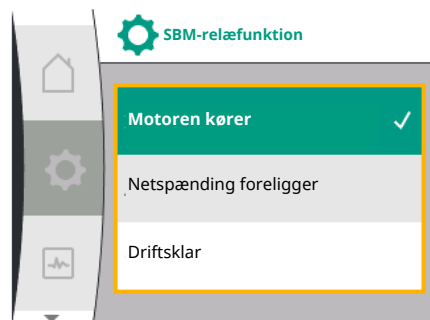 SBM-relæfunktion
Motoren kører
Netspænding foreligger
Driftsklar